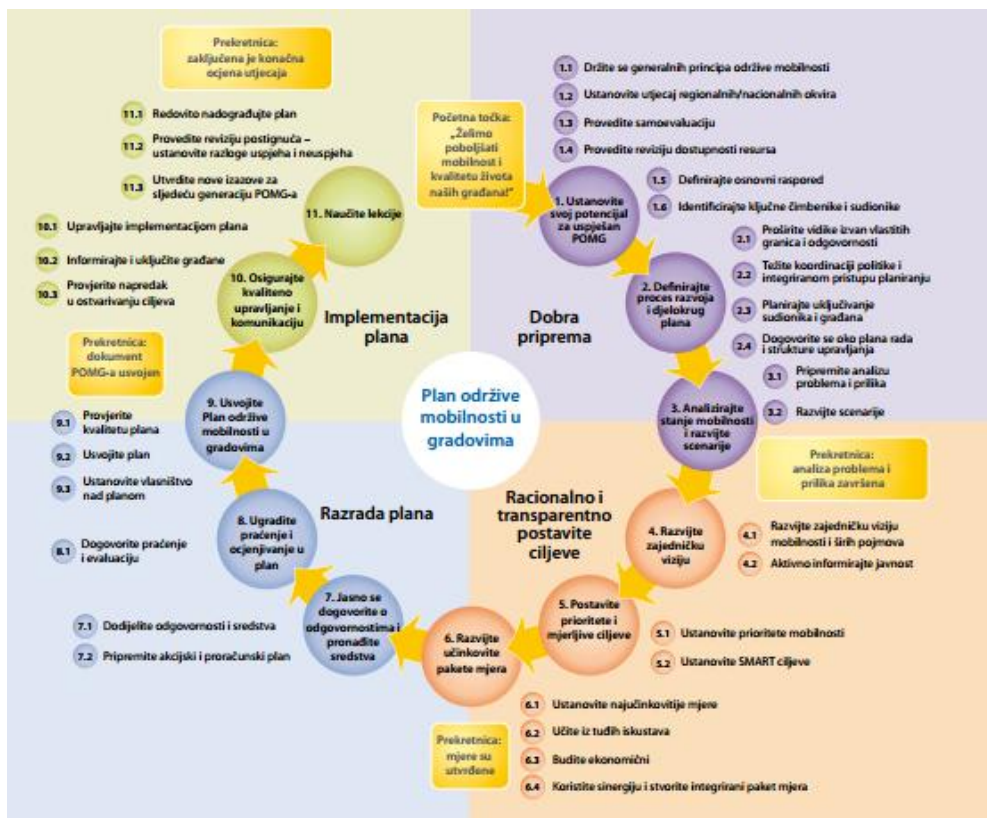 Prekretnica:
zaključena je konačna
ocjena utjecaja
11.1 Redovito nadograđujte plan
11.2 Provedite reviziju postignuća –
ustanovite razloge uspjeha i neuspjeha
11.3 Utvrdite nove izazove za
sljedeću generaciju POMG-a
10.1 Upravljajte implementacijom plana
10.2 Informirajte i uključite građane
10.3 Provjerite napredak
u ostvarivanju ciljeva
Početna točka:
„Želimo
poboljšati
mobilnost i
kvalitetu života
naših građana!"
1.1 Držite se generalnih principa održive mobilnosti
1.2 Ustanovite utjecaj regionalnih/nacionalnih okvira
1.3 Provedite samoevaluaciju
1.4 Provedite reviziju dostupnosti resursa
1.5 Definirajte osnovni raspored
1.6 Identificirajte ključne čimbenike i sudionike
1. Ustanovite
svoj potencijal
za uspješan
POMG
2.1 Proširite vidike izvan vlastitih
granica i odgovornosti
2.2 Težite koordinaciji politike i
integriranom pristupu planiranju
2.3 Planirajte uključivanje
sudionika i građana
2.4 Dogovorite se oko plana rada
i strukture upravljanja
2. Definirajte
proces razvoja
i djelokrug
plana
Dobra
priprema
3.1 Pripremite analizu
problema i prilika
3.2 Razvijte scenarije
3. Analizirajte
stanje mobilnosti
i razvijte
scenarije
Prekretnica:
analiza problema i
prilika završena
11. Naučite lekcije
10. Osigurajte
kvaliteno
upravljanje i
komunikaciju
Implementacija
plana
Plan održive
mobilnosti u
gradovima
Prekretnica:
dokument
POMG-a usvojen
9.1 Provjerite
kvalitetu plana
9.2 Usvojite plan
9.3 Ustanovite vlasništvo
nad planom
9. Usvojite
Plan održive
mobilnosti u
gradovima
8.1 Dogovorite praćenje
i evaluaciju
8. Ugradite
praćenje i
ocjenjivanje u
plan
Razrada plana
7.1 Dodijelite odgovornosti i sredstva
7.2 Pripremite akcijski i proračunski plan
7. Jasno se
dogovorite o
odgovornostima i
pronađite
sredstva
Racionalno i
transparentno
postavite
ciljeve
4. Razvijte
zajedničku
viziju
4.1 Razvijte zajedničku viziju
mobilnosti i širih pojmova
4.2 Aktivno informirajte javnost
5. Postavite
prioritete i
mjerljive ciljeve
5.1 Ustanovite prioritete mobilnosti
5.2 Ustanovite SMART ciljeve
6. Razvijte
učinkovite
pakete mjera
Prekretnica:
mjere su
utvrđene
6.1 Ustanovite najučinkovitije mjere
6.2 Učite iz tuđih iskustava
6.3 Budite ekonomični
6.4 Koristite sinergiju i stvorite integrirani paket mjera